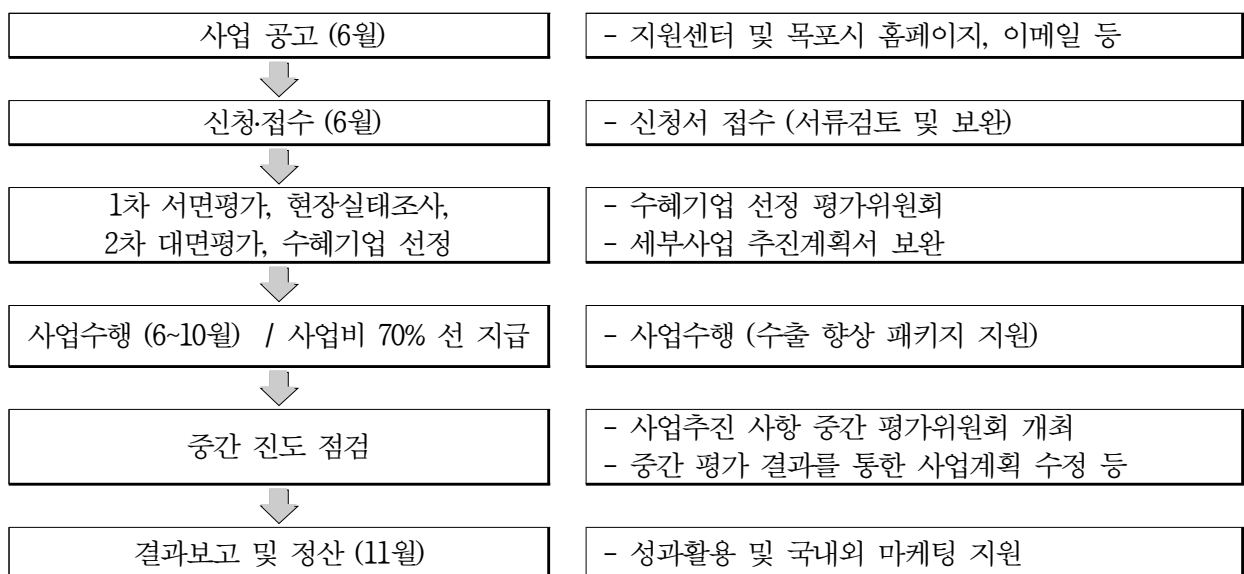 사업 공고 (6월)
- 지원센터 및 목포시 홈페이지, 이메일 등
신청·접수 (6월)
- 신청서 접수 (서류검토 및 보완)
1차 서면평가, 현장실태조사,
2차 대면평가, 수혜기업 선정
- 수혜기업 선정 평가위원회
- 세부사업 추진계획서 보완
사업수행 (6~10월) / 사업비 70% 선 지급
- 사업수행 (수출 향상 패키지 지원)
중간 진도 점검
- 사업추진 사항 중간 평가위원회 개최
- 중간 평가 결과를 통한 사업계획 수정 등
결과보고 및 정산 (11월)
- 성과활용 및 국내외 마케팅 지원